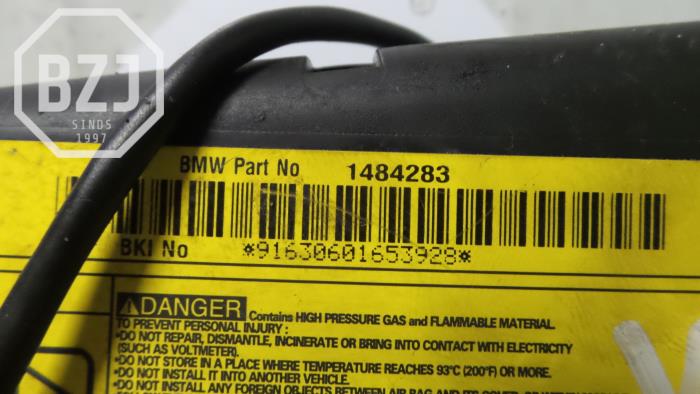 BZJ
SINDS
1997
BMW Part No 1484283
BKI No *91630601653928*
DANGER Contains HIGH PRESSURE GAS and FLAMMABLE MATERIAL.
TO PREVENT PERSONAL INJURY :
•DO NOT REPAIR, DISMANTLE, INCINERATE OR BRING INTO CONTACT WITH ELECTRICITY
(SUCH AS VOLTMETER).
•DO NOT STORE IN A PLACE WHERE TEMPERATURE REACHES 93°C (200°F) OR MORE.
•DO NOT INSTALL IT INTO ANOTHER VEHICLE.
•DO NOT INSTALL ANY FOREIGN OBJECTS BETWEEN AIR BAG AND ITS COVER, OR